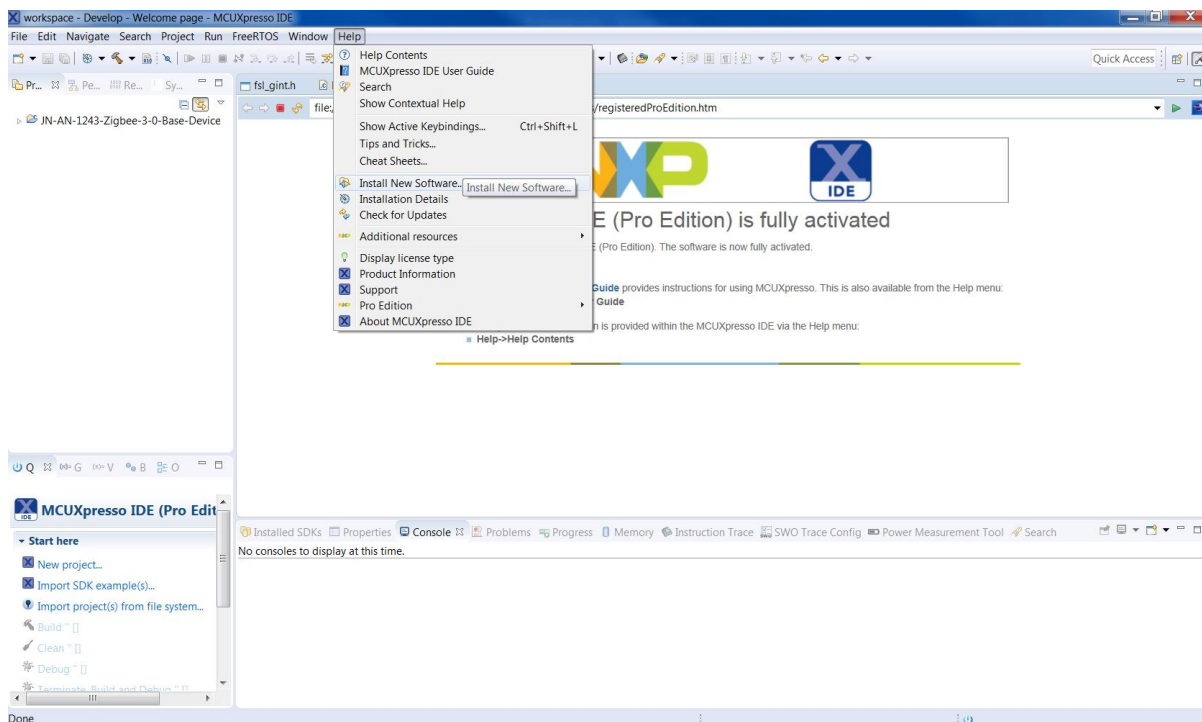 workspace - Develop - Welcome page - MCUXpresso IDE
File Edit Navigate Search Project Run FreeRTOS Window Help
Quick Access
Pr... Pe... Re... Sy...
fsl_gint.h
file:
/registeredProEdition.htm
JN-AN-1243-Zigbee-3-0-Base-Device
Help Contents
MCUXpresso IDE User Guide
Search
Show Contextual Help
Show Active Keybindings... Ctrl+Shift+L
Tips and Tricks...
Cheat Sheets...
Install New Software...
Install New Software...
Installation Details
Check for Updates
Additional resources
Display license type
Product Information
Support
Pro Edition
About MCUXpresso IDE
XP
IDE
E (Pro Edition) is fully activated
(Pro Edition). The software is now fully activated.
Guide provides instructions for using MCUXpresso. This is also available from the Help menu:
Guide
n is provided within the MCUXpresso IDE via the Help menu:
Help->Help Contents
Q G V B O
IDE
MCUXpresso IDE (Pro Edit
Start here
New project...
Import SDK example(s)...
Import project(s) from file system...
Build '' []
Clean '' []
Debug '' []
Terminate, Build and Debug '' []
Installed SDKs Properties Console Problems Progress Memory Instruction Trace SWO Trace Config Power Measurement Tool Search
No consoles to display at this time.
Done